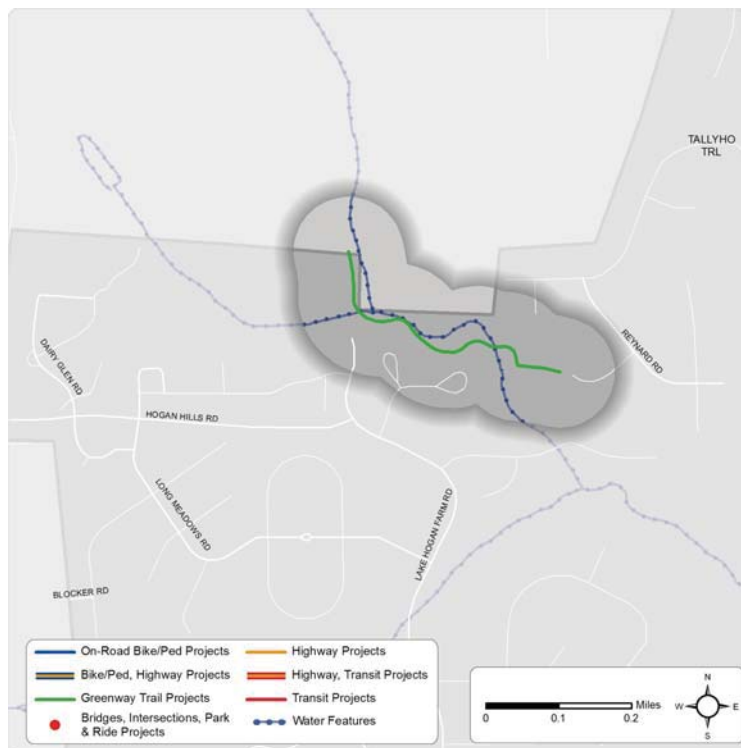 TALLYHO
TRL
REYNARD RD
DAIRY GLEN RD
HOGAN HILLS RD
LONG MEADOWS RD
LAKE HOGAN FARM RD
BLOCKER RD
On-Road Bike/Ped Projects
Highway Projects
Bike/Ped, Highway Projects
Highway, Transit Projects
Greenway Trail Projects
Transit Projects
Bridges, Intersections, Park
& Ride Projects
Water Features
Miles
0 0.1 0.2
N
W E
S